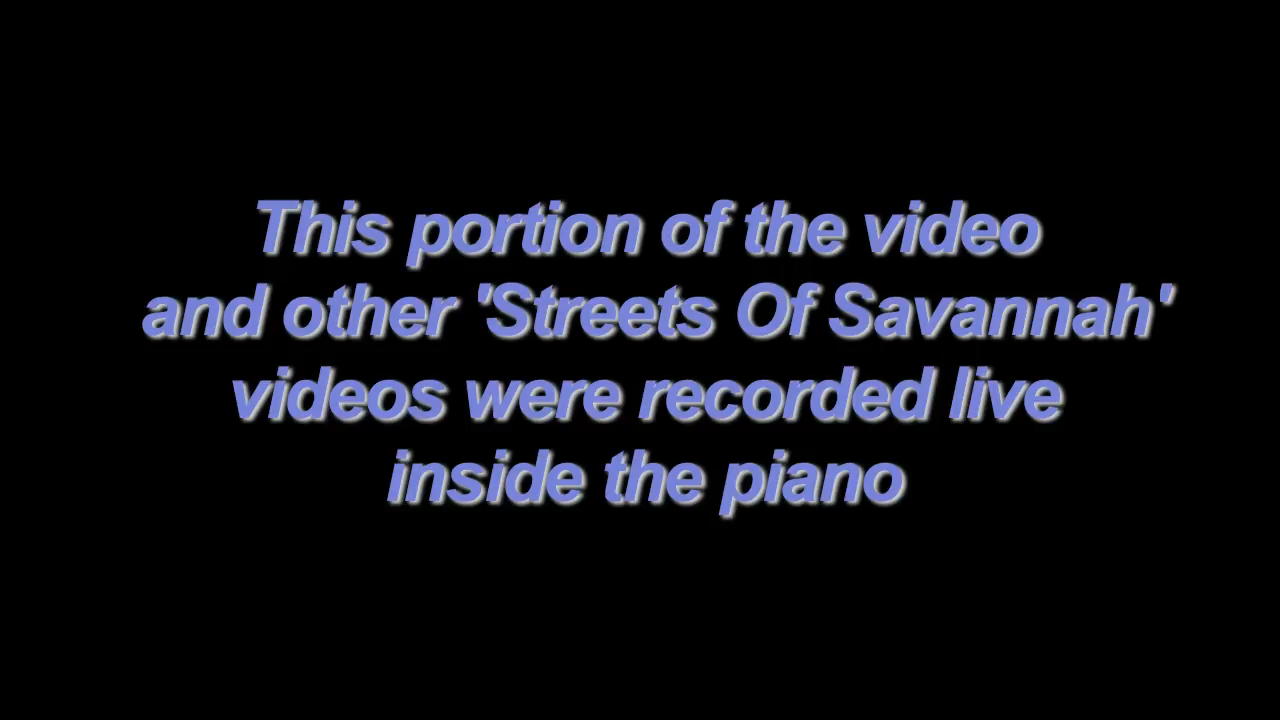 This portion of the video
and other 'Streets Of Savannah'
videos were recorded live
inside the piano